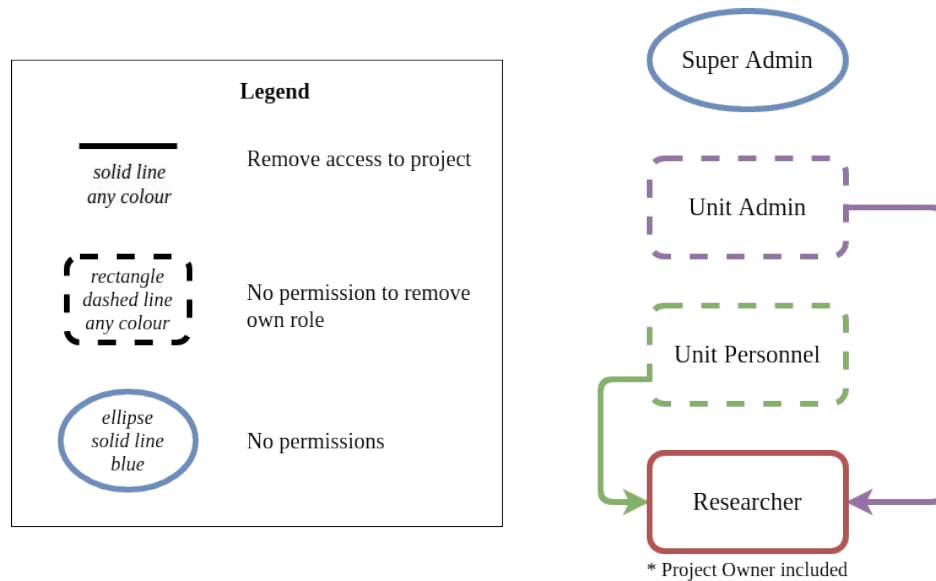 Legend
solid line
any colour
Remove access to project
rectangle
dashed line
any colour
No permission to remove
own role
ellipse
solid line
blue
No permissions
Super Admin
Unit Admin
Unit Personnel
Researcher
* Project Owner included